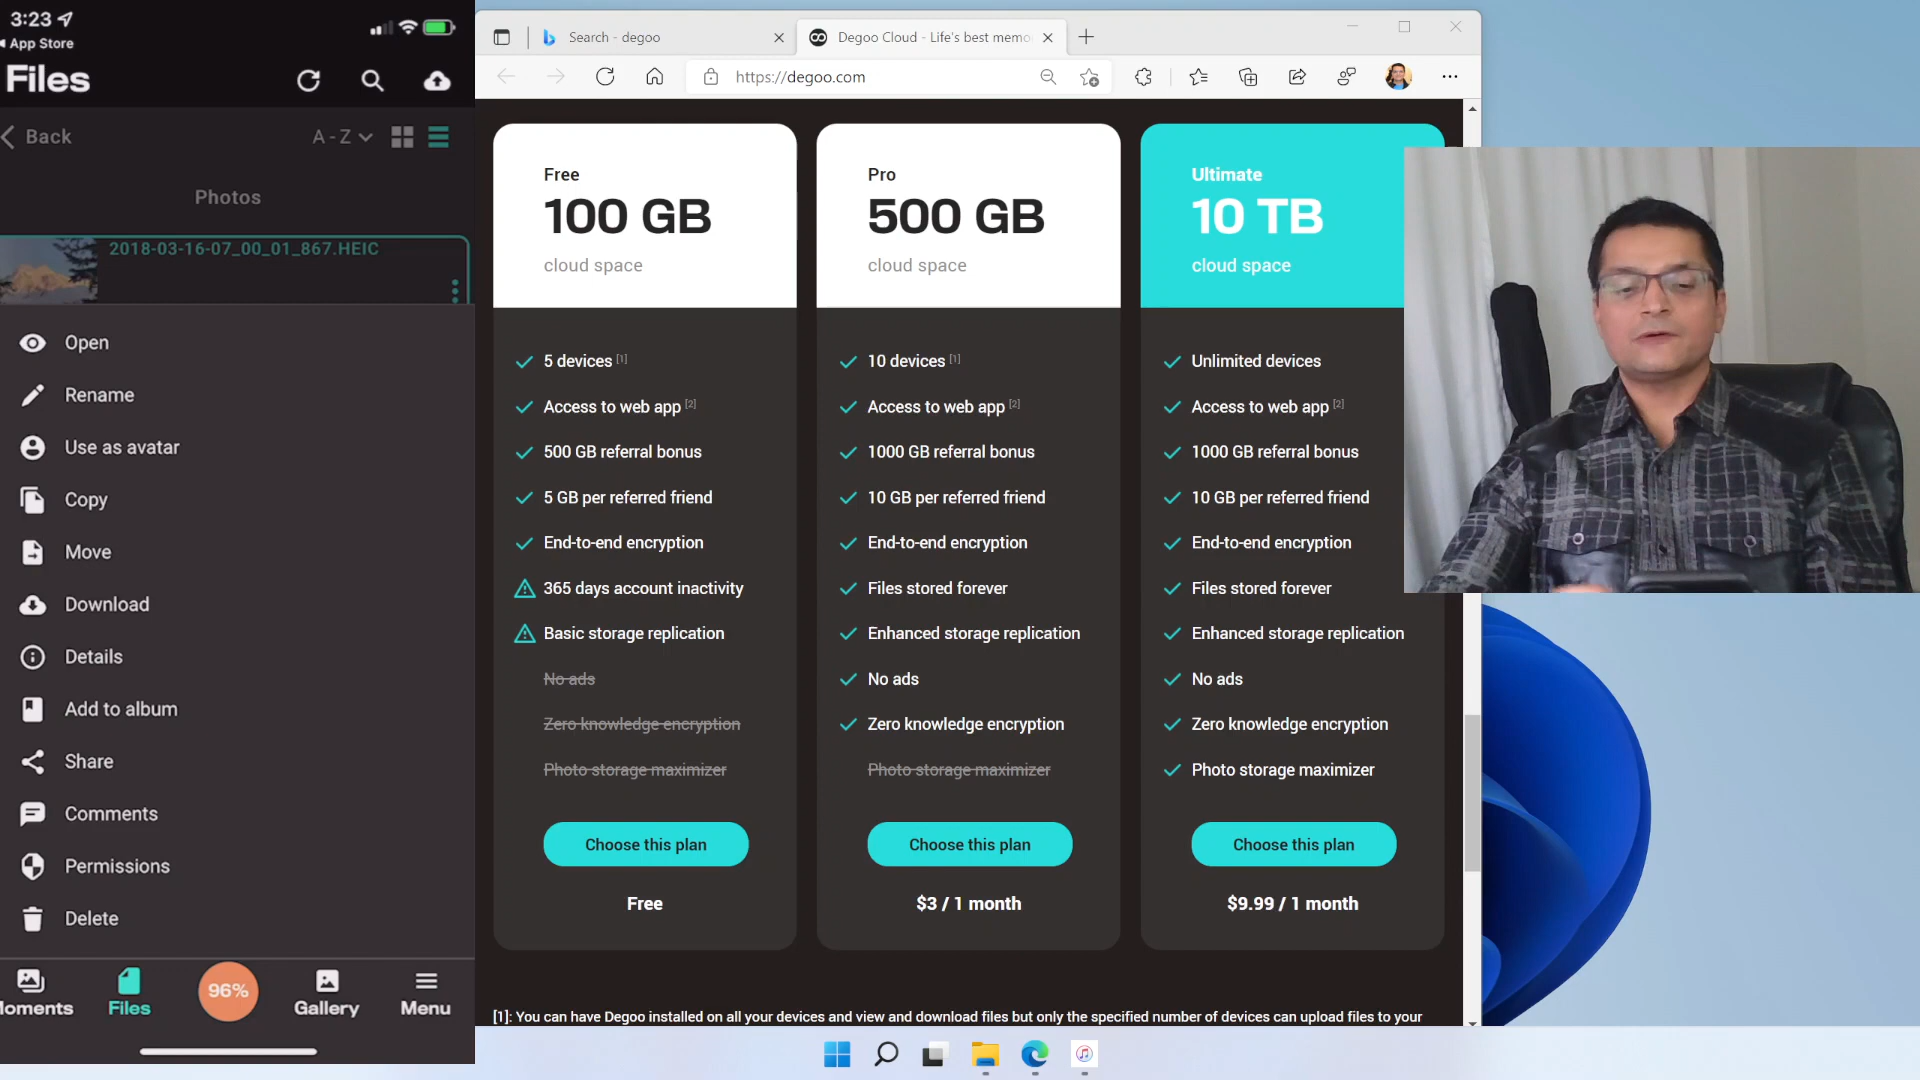 3:23
App Store
Files
Back
A - Z
Photos
2018-03-16-07_00_01_867.HEIC
Open
Rename
Use as avatar
Copy
Move
Download
Details
Add to album
Share
Comments
Permissions
Delete
oments
Files
96%
Gallery
Menu
Search - degoo
Degoo Cloud - Life's best memo
https://degoo.com
Free
100 GB
cloud space
5 devices [1]
Access to web app [2]
500 GB referral bonus
5 GB per referred friend
End-to-end encryption
365 days account inactivity
Basic storage replication
No ads
Zero knowledge encryption
Photo storage maximizer
Choose this plan
Free
Pro
500 GB
cloud space
10 devices [1]
Access to web app [2]
1000 GB referral bonus
10 GB per referred friend
End-to-end encryption
Files stored forever
Enhanced storage replication
No ads
Zero knowledge encryption
Photo storage maximizer
Choose this plan
$3 / 1 month
Ultimate
10 TB
cloud space
Unlimited devices
Access to web app [2]
1000 GB referral bonus
10 GB per referred friend
End-to-end encryption
Files stored forever
Enhanced storage replication
No ads
Zero knowledge encryption
Photo storage maximizer
Choose this plan
$9.99 / 1 month
[1]: You can have Degoo installed on all your devices and view and download files but only the specified number of devices can upload files to your